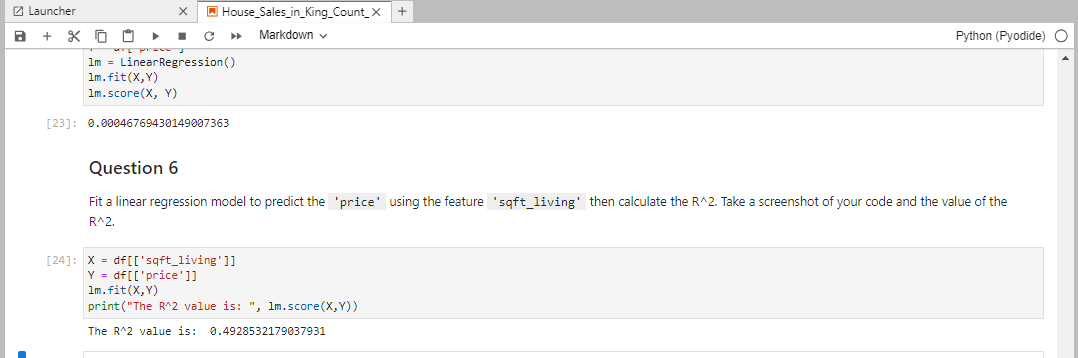 Launcher
House_Sales_in_King_Count_
Markdown
Python (Pyodide)
lm = LinearRegression()
lm.fit(X,Y)
lm.score(X, Y)
[23]: 0.00046769430149007363
Question 6
Fit a linear regression model to predict the 'price' using the feature 'sqft_living' then calculate the R^2. Take a screenshot of your code and the value of the
R^2.
[24]: X = df[['sqft_living']]
Y = df[['price']]
lm.fit(X,Y)
print("The R^2 value is: ", lm.score(X,Y))
The R^2 value is:  0.4928532179037931